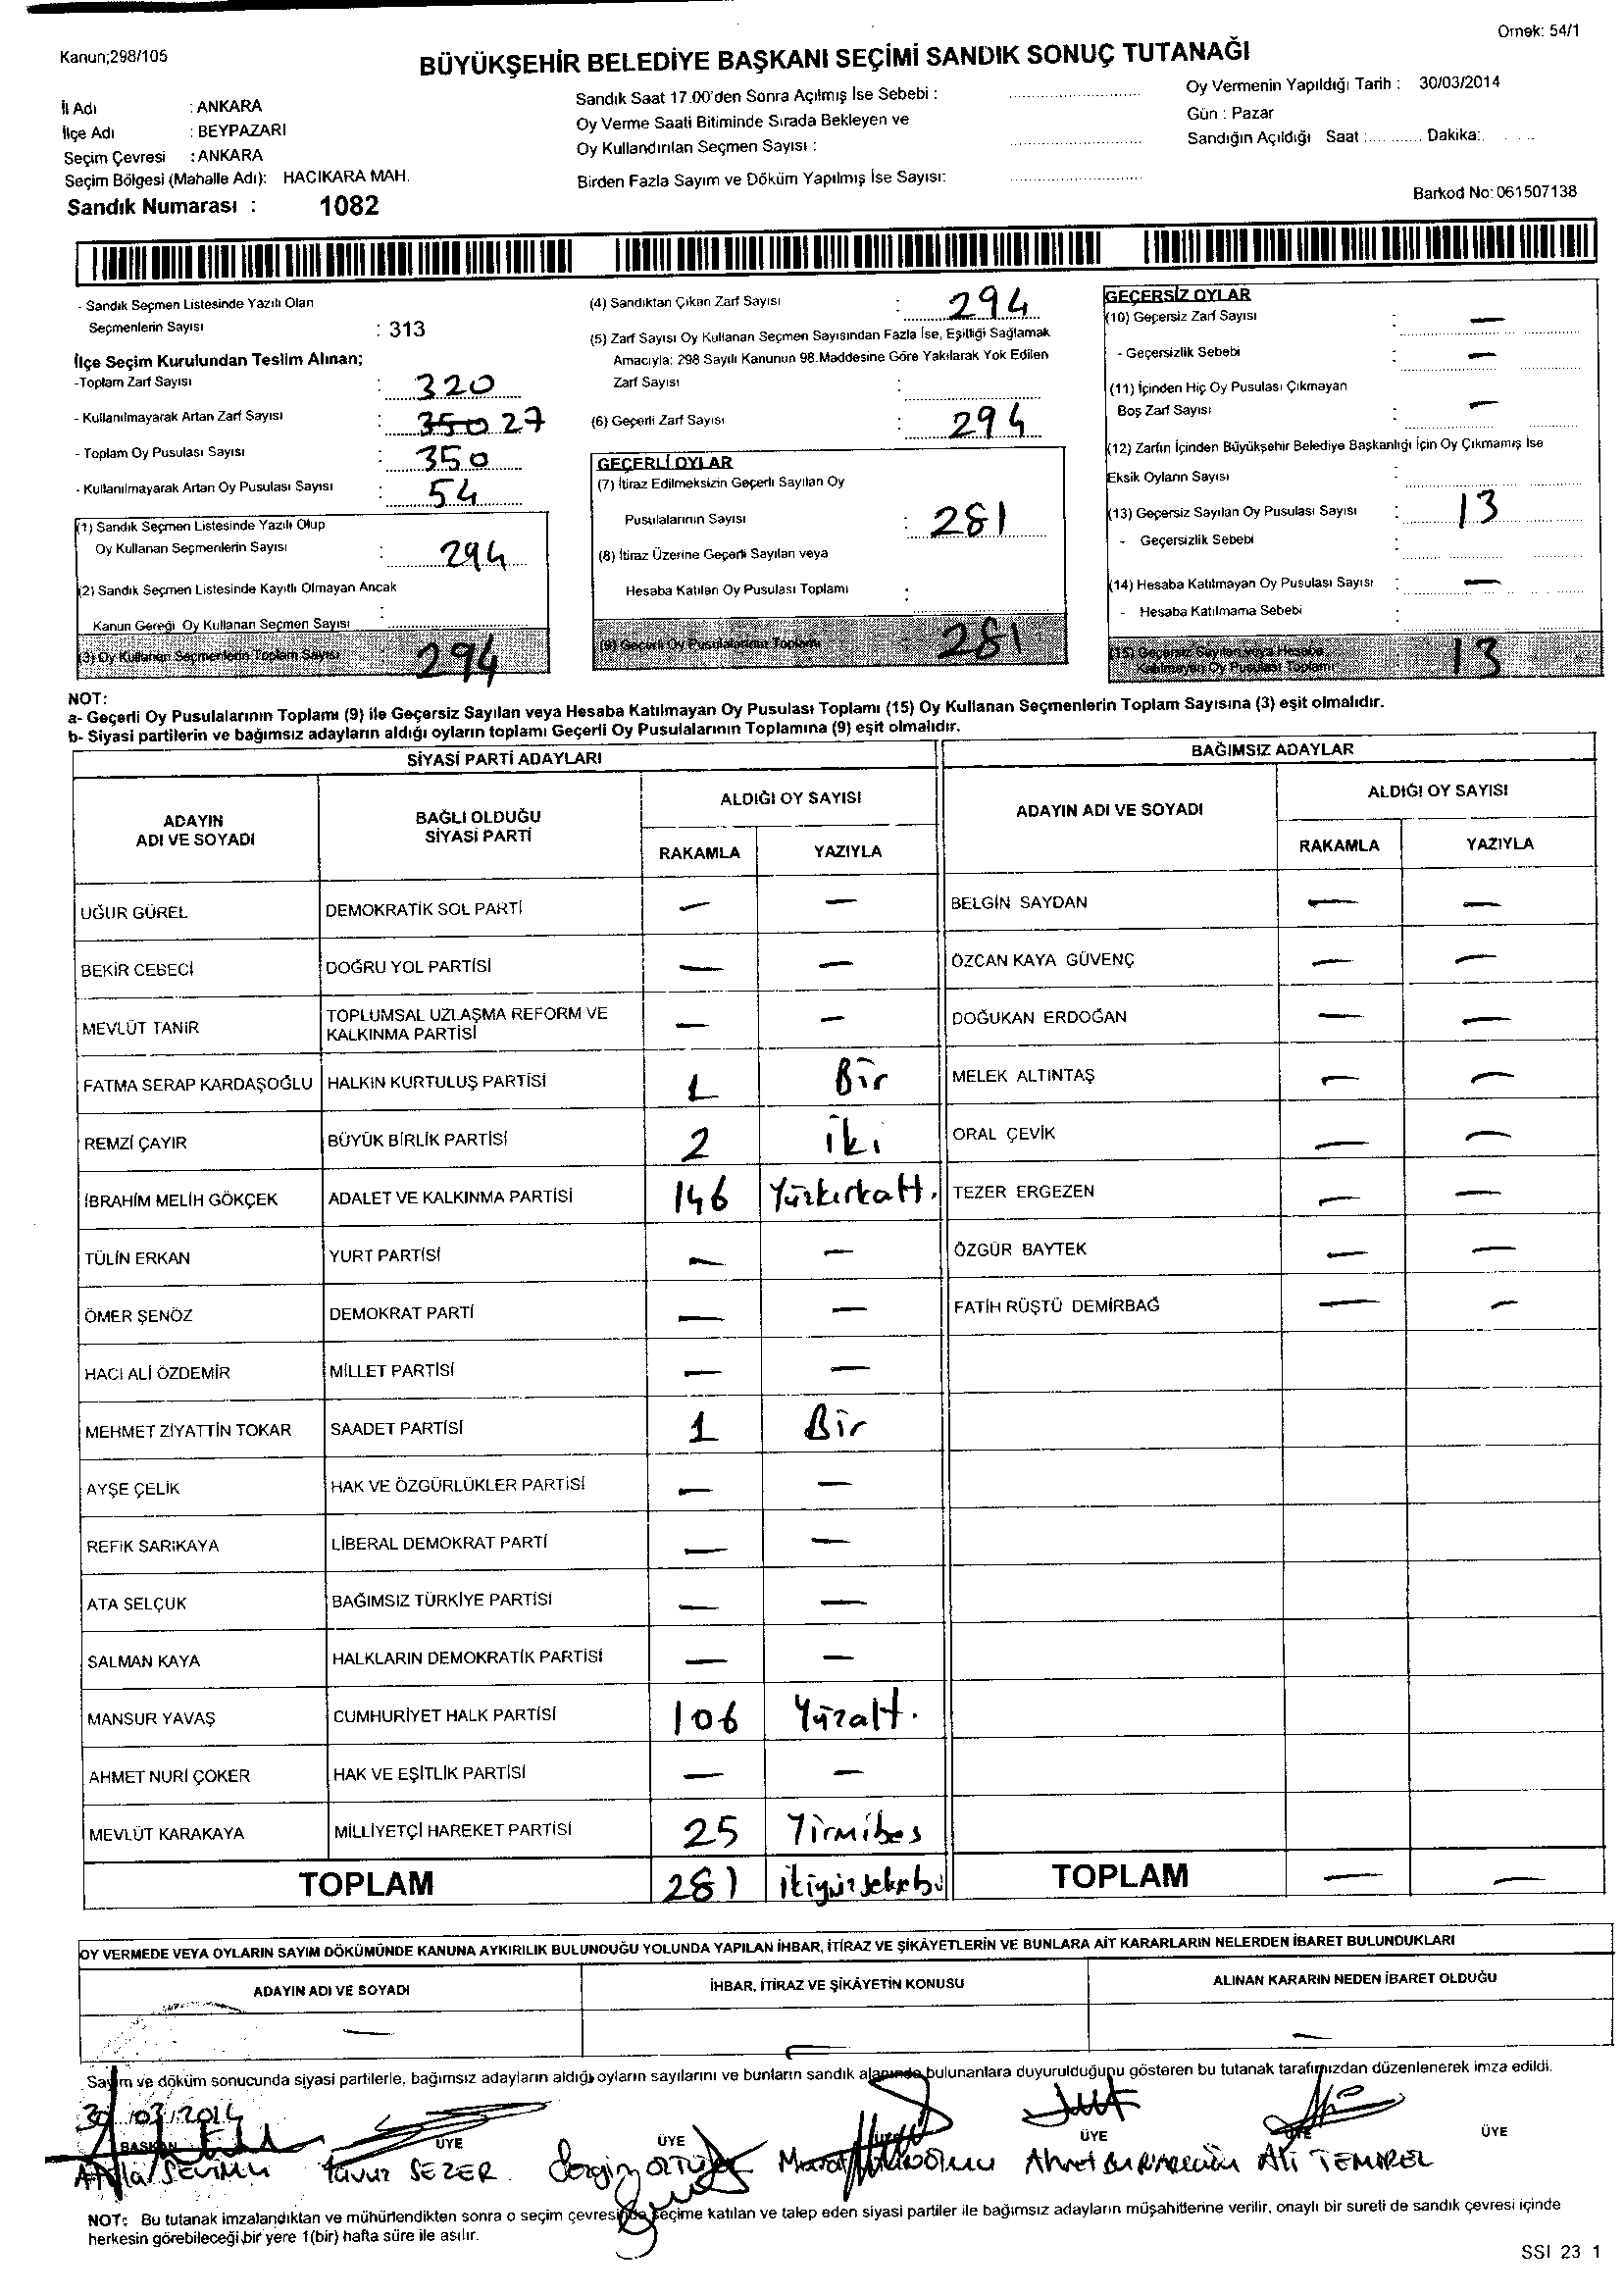 Örnek: 54/1
Kanun;298/105
BÜYÜKŞEHİR BELEDİYE BAŞKANI SEÇİMİ SANDIK SONUÇ TUTANAĞI
İl Adı : ANKARA
İlçe Adı : BEYPAZARI
Seçim Çevresi : ANKARA
Seçim Bölgesi (Mahalle Adı): HACIKARA MAH.
Sandık Numarası : 1082
Sandık Saat 17.00'den Sonra Açılmış İse Sebebi :
Oy Verme Saati Bitiminde Sırada Bekleyen ve
Oy Kullandırılan Seçmen Sayısı :
Birden Fazla Sayım ve Döküm Yapılmış İse Sayısı:
Oy Vermenin Yapıldığı Tarih : 30/03/2014
Gün : Pazar
Sandığın Açıldığı Saat :........... Dakika:
Barkod No: 061507138
- Sandık Seçmen Listesinde Yazılı Olan
Seçmenlerin Sayısı : 313
İlçe Seçim Kurulundan Teslim Alınan;
-Toplam Zarf Sayısı : 320
- Kullanılmayarak Artan Zarf Sayısı : 350 27
- Toplam Oy Pusulası Sayısı : 350
- Kullanılmayarak Artan Oy Pusulası Sayısı : 54
(1) Sandık Seçmen Listesinde Yazılı Olup
Oy Kullanan Seçmenlerin Sayısı : 294
(2) Sandık Seçmen Listesinde Kayıtlı Olmayan Ancak
Kanun Gereği Oy Kullanan Seçmen Sayısı :
(3) Oy Kullanan Seçmenlerin Toplam Sayısı : 294
(4) Sandıktan Çıkan Zarf Sayısı : 294
(5) Zarf Sayısı Oy Kullanan Seçmen Sayısından Fazla İse, Eşitliği Sağlamak
Amacıyla: 298 Sayılı Kanunun 98.Maddesine Göre Yakılarak Yok Edilen
Zarf Sayısı :
(6) Geçerli Zarf Sayısı : 294
GEÇERLİ OYLAR
(7) İtiraz Edilmeksizin Geçerli Sayılan Oy
Pusulalarının Sayısı : 281
(8) İtiraz Üzerine Geçerli Sayılan veya
Hesaba Katılan Oy Pusulası Toplamı :
(9) Geçerli Oy Pusulalarının Toplamı : 281
GEÇERSİZ OYLAR
(10) Geçersiz Zarf Sayısı : —
- Geçersizlik Sebebi : —
(11) İçinden Hiç Oy Pusulası Çıkmayan
Boş Zarf Sayısı : —
(12) Zarfın İçinden Büyükşehir Belediye Başkanlığı İçin Oy Çıkmamış İse
Eksik Oyların Sayısı :
(13) Geçersiz Sayılan Oy Pusulası Sayısı : 13
- Geçersizlik Sebebi :
(14) Hesaba Katılmayan Oy Pusulası Sayısı : —
- Hesaba Katılmama Sebebi :
(15) Geçersiz Sayılan veya Hesaba
Katılmayan Oy Pusulası Toplamı 13
NOT:
a- Geçerli Oy Pusulalarının Toplamı (9) ile Geçersiz Sayılan veya Hesaba Katılmayan Oy Pusulası Toplamı (15) Oy Kullanan Seçmenlerin Toplam Sayısına (3) eşit olmalıdır.
b- Siyasi partilerin ve bağımsız adayların aldığı oyların toplamı Geçerli Oy Pusulalarının Toplamına (9) eşit olmalıdır.
SİYASİ PARTİ ADAYLARI
ADAYIN ADI VE SOYADI BAĞLI OLDUĞU SİYASİ PARTİ ALDIĞI OY SAYISI
RAKAMLA YAZIYLA
UĞUR GÜREL DEMOKRATİK SOL PARTİ — —
BEKİR CEBECİ DOĞRU YOL PARTİSİ — —
MEVLÜT TANIR TOPLUMSAL UZLAŞMA REFORM VE KALKINMA PARTİSİ — —
FATMA SERAP KARDAŞOĞLU HALKIN KURTULUŞ PARTİSİ 1 Bir
REMZİ ÇAYIR BÜYÜK BİRLİK PARTİSİ 2 iki
İBRAHİM MELİH GÖKÇEK ADALET VE KALKINMA PARTİSİ 146 Yüzkırkaltı
TÜLİN ERKAN YURT PARTİSİ — —
ÖMER ŞENÖZ DEMOKRAT PARTİ — —
HACI ALİ ÖZDEMİR MİLLET PARTİSİ — —
MEHMET ZİYATTİN TOKAR SAADET PARTİSİ 1 Bir
AYŞE ÇELİK HAK VE ÖZGÜRLÜKLER PARTİSİ — —
REFİK SARIKAYA LİBERAL DEMOKRAT PARTİ — —
ATA SELÇUK BAĞIMSIZ TÜRKİYE PARTİSİ — —
SALMAN KAYA HALKLARIN DEMOKRATİK PARTİSİ — —
MANSUR YAVAŞ CUMHURİYET HALK PARTİSİ 106 Yüzaltı
AHMET NURİ ÇOKER HAK VE EŞİTLİK PARTİSİ — —
MEVLÜT KARAKAYA MİLLİYETÇİ HAREKET PARTİSİ 25 Yirmibeş
TOPLAM 281 ikiyüzseksenbi
BAĞIMSIZ ADAYLAR
ADAYIN ADI VE SOYADI ALDIĞI OY SAYISI
RAKAMLA YAZIYLA
BELGİN SAYDAN — —
ÖZCAN KAYA GÜVENÇ — —
DOĞUKAN ERDOĞAN — —
MELEK ALTINTAŞ — —
ORAL ÇEVİK — —
TEZER ERGEZEN — —
ÖZGÜR BAYTEK — —
FATİH RÜŞTÜ DEMİRBAĞ — —
TOPLAM — —
OY VERMEDE VEYA OYLARIN SAYIM DÖKÜMÜNDE KANUNA AYKIRILIK BULUNDUĞU YOLUNDA YAPILAN İHBAR, İTİRAZ VE ŞİKÂYETLERİN VE BUNLARA AİT KARARLARIN NELERDEN İBARET BULUNDUKLARI
ADAYIN ADI VE SOYADI İHBAR, İTİRAZ VE ŞİKÂYETİN KONUSU ALINAN KARARIN NEDEN İBARET OLDUĞU
— — —
Sayım ve döküm sonucunda siyasi partilerle, bağımsız adayların aldığı oyların sayılarını ve bunların sandık alanında bulunanlara duyurulduğunu gösteren bu tutanak tarafımızdan düzenlenerek imza edildi.
30/03/2014
BAŞKAN ÜYE ÜYE ÜYE ÜYE ÜYE
Yavuz SEZER Ali TEMUREL
NOT: Bu tutanak imzalandıktan ve mühürlendikten sonra o seçim çevresinde seçime katılan ve talep eden siyasi partiler ile bağımsız adayların müşahitlerine verilir, onaylı bir sureti de sandık çevresi içinde
herkesin görebileceği bir yere 1(bir) hafta süre ile asılır.
SSI 23 1